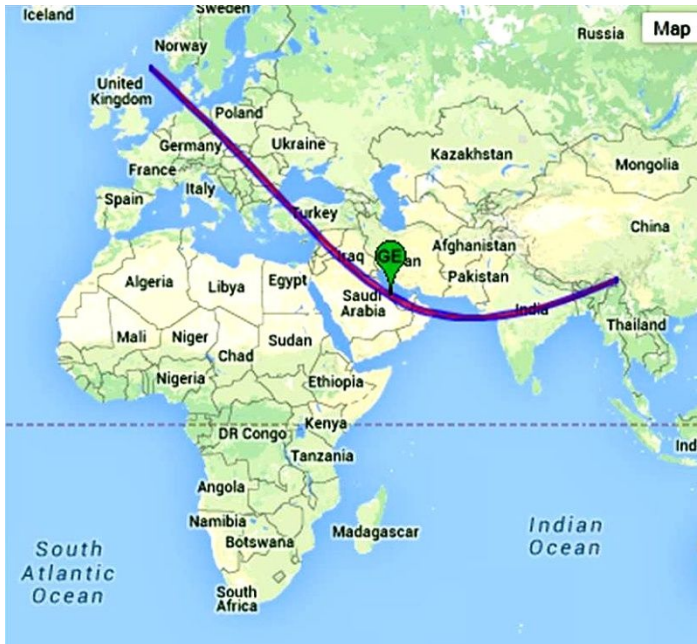 Iceland
Sweden
Norway
Russia
Map
United
Kingdom
Poland
Germany
Ukraine
France
Kazakhstan
Mongolia
Italy
Spain
Turkey
China
Afghanistan
Iraq
GE
an
Pakistan
Algeria
Libya
Egypt
Saudi
Arabia
India
Thailand
Mali
Niger
Sudan
Chad
Nigeria
Ethiopia
DR Congo
Kenya
Ind
Tanzania
Angola
Namibia
Botswana
Madagascar
Indian
Ocean
South
Atlantic
Ocean
South
Africa